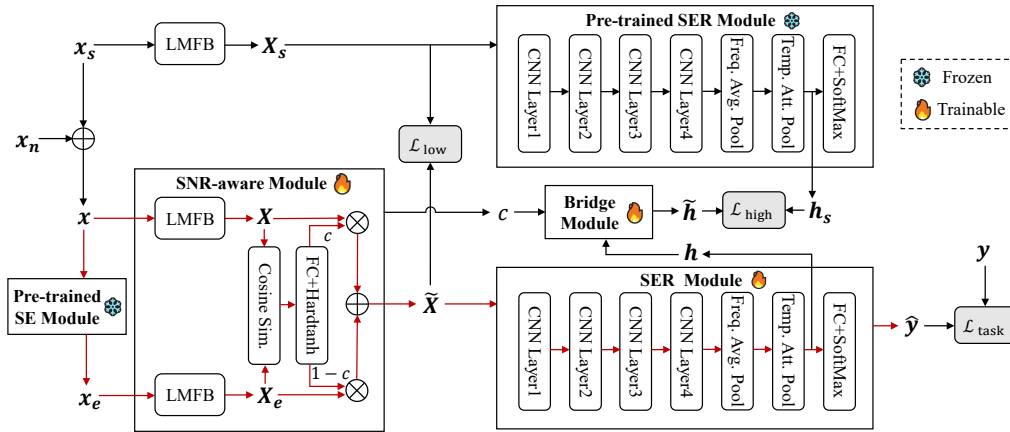 Pre-trained SER Module
x_s
LMFB
X_s
CNN Layer1
CNN Layer2
CNN Layer3
CNN Layer4
Freq. Avg. Pool
Temp. Att. Pool
FC+SoftMax
Frozen
Trainable
x_n
ℒ_low
SNR-aware Module
x
LMFB
X
c
c
Bridge
Module
h̃
ℒ_high
h_s
h
y
Cosine Sim.
FC+Hardtanh
Pre-trained
SE Module
X̃
SER Module
CNN Layer1
CNN Layer2
CNN Layer3
CNN Layer4
Freq. Avg. Pool
Temp. Att. Pool
FC+SoftMax
ŷ
ℒ_task
1 − c
x_e
LMFB
X_e